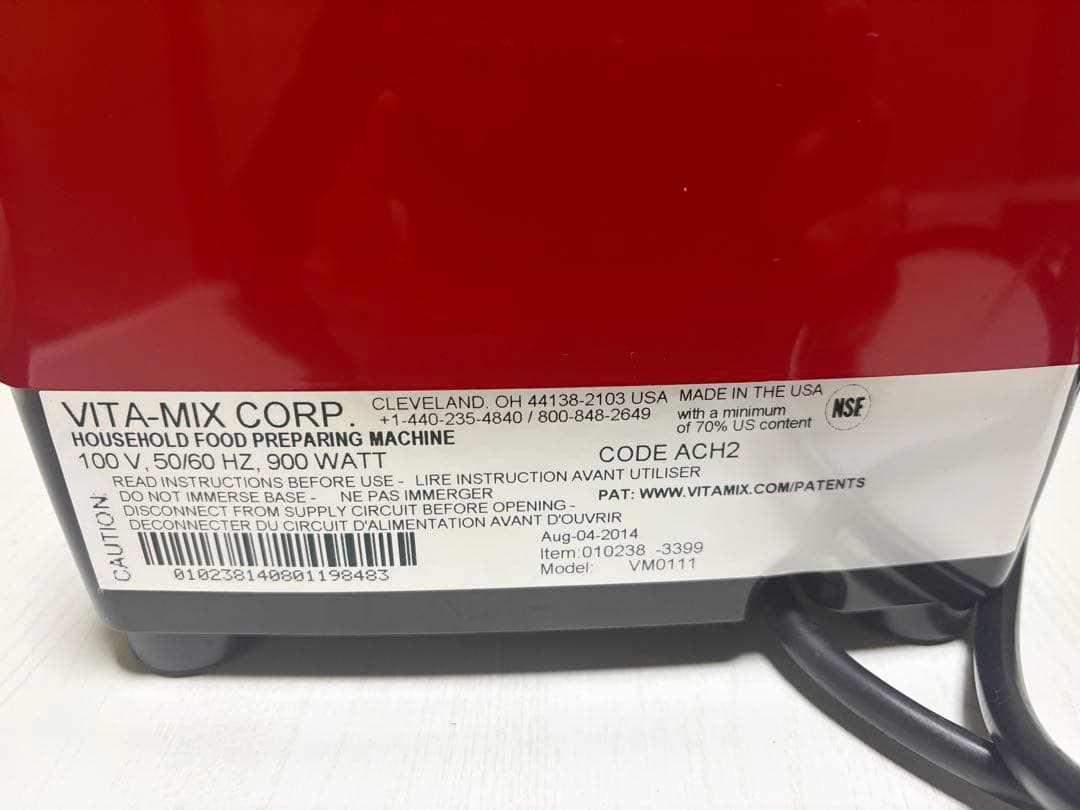 VITA-MIX CORP.
CLEVELAND, OH 44138-2103 USA
+1-440-235-4840 / 800-848-2649
MADE IN THE USA
with a minimum
of 70% US content
NSF
HOUSEHOLD FOOD PREPARING MACHINE
100 V, 50/60 HZ, 900 WATT
CODE ACH2
CAUTION:
READ INSTRUCTIONS BEFORE USE - LIRE INSTRUCTION AVANT UTILISER
DO NOT IMMERSE BASE - NE PAS IMMERGER
PAT: WWW.VITAMIX.COM/PATENTS
DISCONNECT FROM SUPPLY CIRCUIT BEFORE OPENING -
DECONNECTER DU CIRCUIT D'ALIMENTATION AVANT D'OUVRIR
Aug-04-2014
Item:010238 -3399
Model: VM0111
010238140801198483